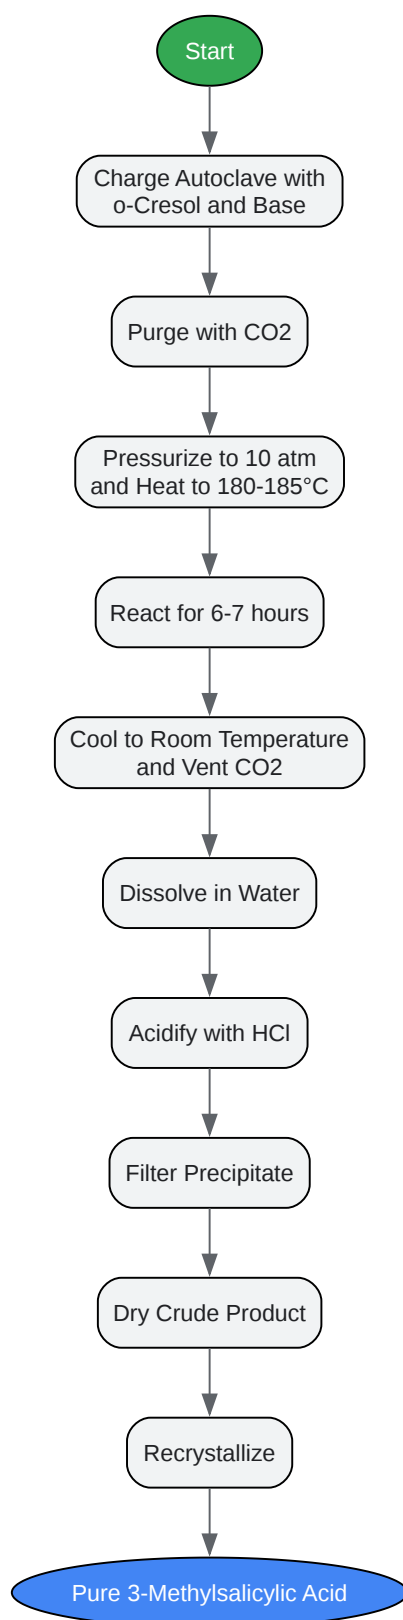 Start
Charge Autoclave with
o-Cresol and Base
Purge with CO2
Pressurize to 10 atm
and Heat to 180-185°C
React for 6-7 hours
Cool to Room Temperature
and Vent CO2
Dissolve in Water
Acidify with HCl
Filter Precipitate
Dry Crude Product
Recrystallize
Pure 3-Methylsalicylic Acid